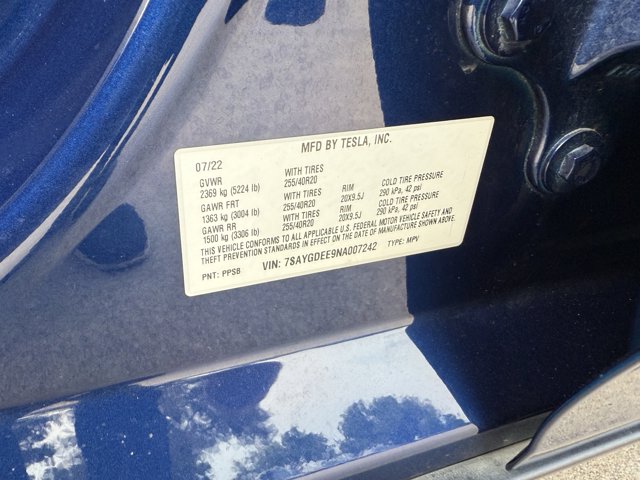 MFD BY TESLA, INC.
07/22
GVWR WITH TIRES
2369 kg (5224 lb) 255/40R20 RIM COLD TIRE PRESSURE
GAWR FRT WITH TIRES 20X9.5J 290 kPa, 42 psi
1363 kg (3004 lb) 255/40R20 RIM COLD TIRE PRESSURE
GAWR RR WITH TIRES 20X9.5J 290 kPa, 42 psi
1500 kg (3306 lb) 255/40R20
THIS VEHICLE CONFORMS TO ALL APPLICABLE U.S. FEDERAL MOTOR VEHICLE SAFETY AND
THEFT PREVENTION STANDARDS IN EFFECT ON THE DATE OF MANUFACTURE SHOWN ABOVE.
PNT: PPSB VIN: 7SAYGDEE9NA007242 TYPE: MPV